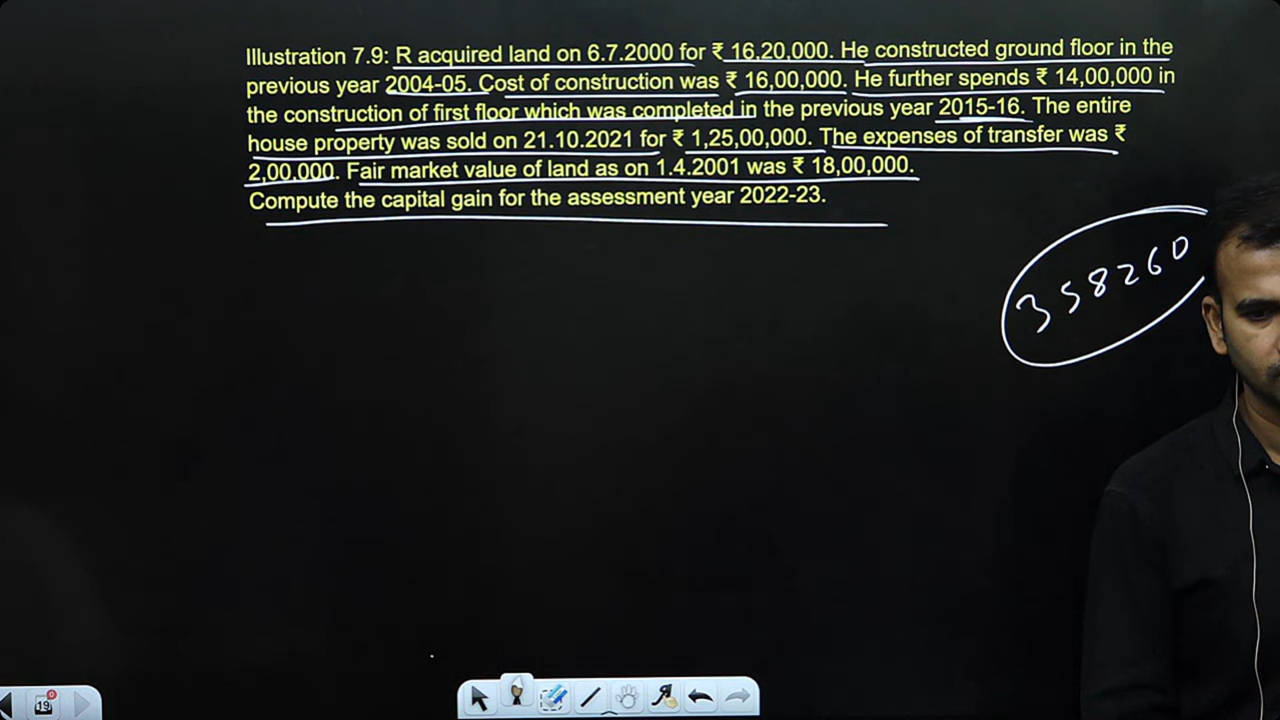 Illustration 7.9: R acquired land on 6.7.2000 for ₹ 16,20,000. He constructed ground floor in the
previous year 2004-05. Cost of construction was ₹ 16,00,000. He further spends ₹ 14,00,000 in
the construction of first floor which was completed in the previous year 2015-16. The entire
house property was sold on 21.10.2021 for ₹ 1,25,00,000. The expenses of transfer was ₹
2,00,000. Fair market value of land as on 1.4.2001 was ₹ 18,00,000.
Compute the capital gain for the assessment year 2022-23.
358260
19
0